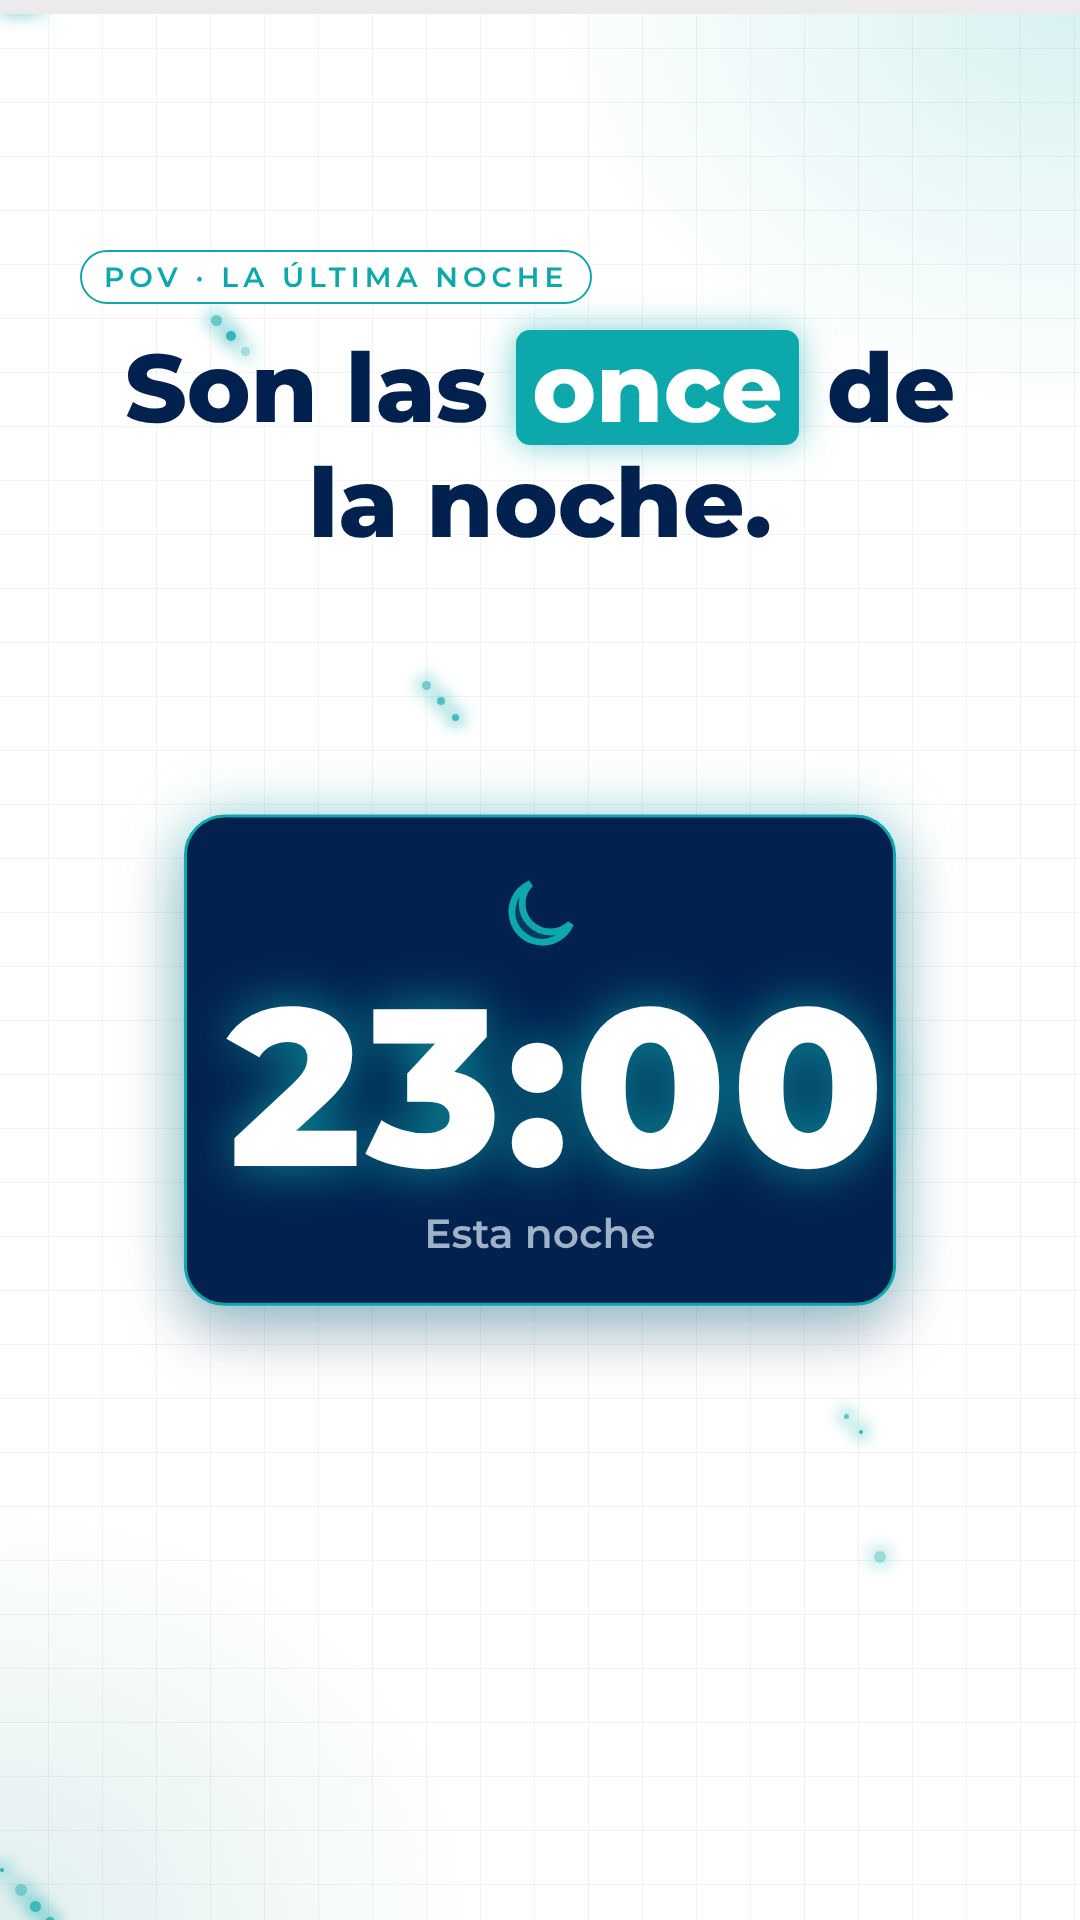 POV · LA ÚLTIMA NOCHE
Son las once de
la noche.
23:00
Esta noche